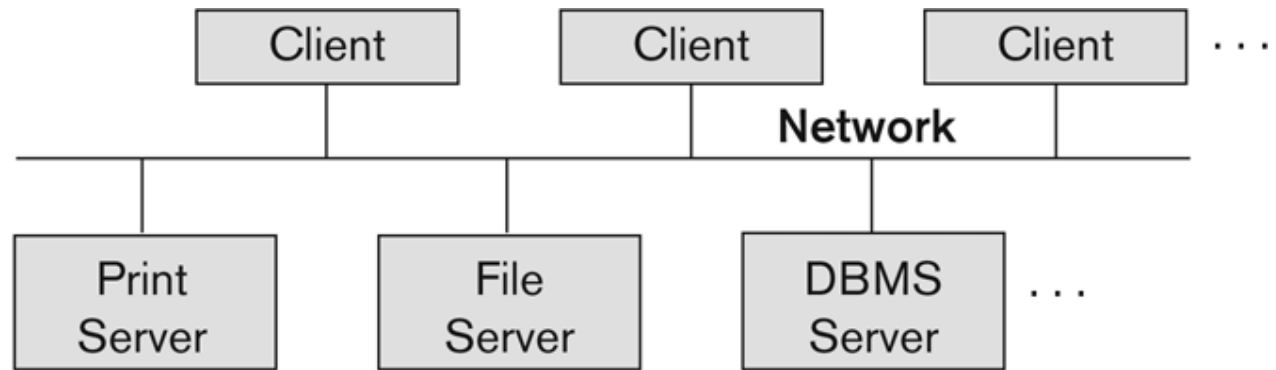 Client
Client
Client
. . .
Network
Print
Server
File
Server
DBMS
Server
. . .